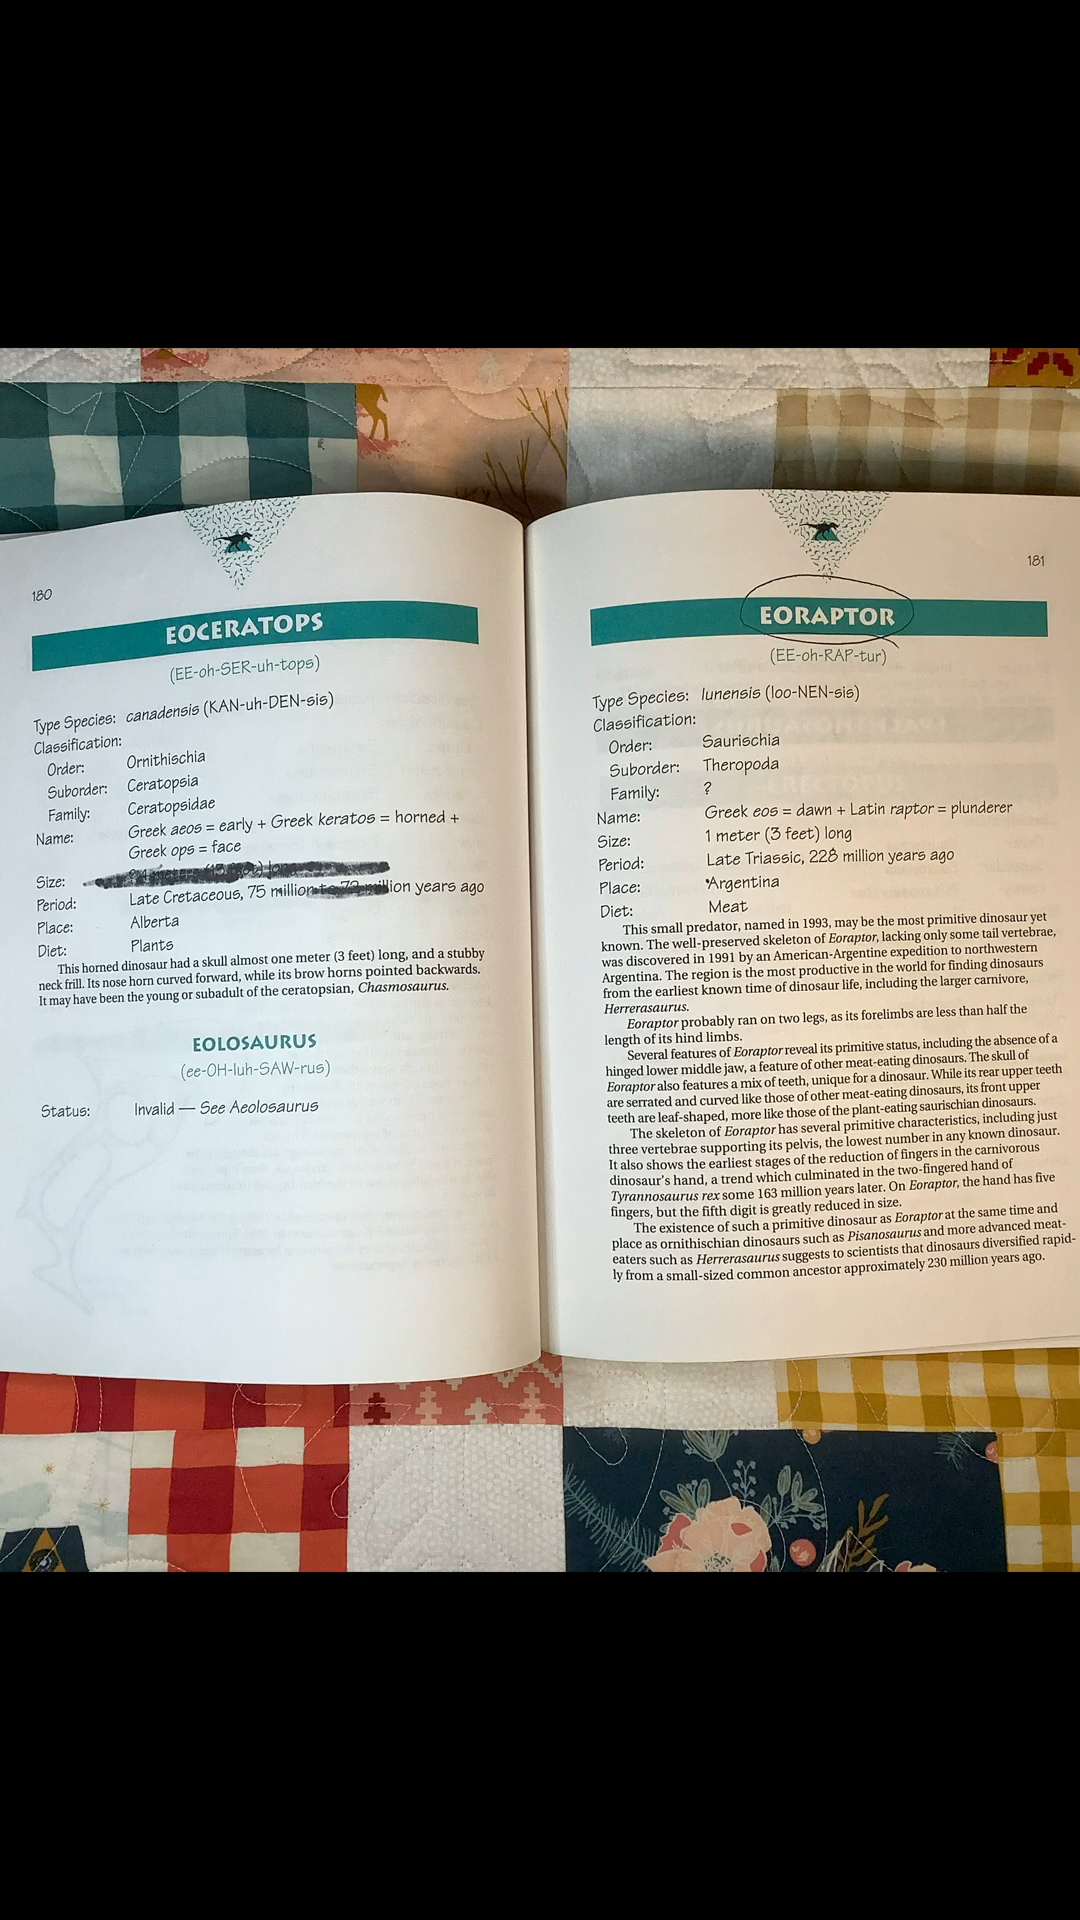 180
EOCERATOPS
(EE-oh-SER-uh-tops)
Type Species: canadensis (KAN-uh-DEN-sis)
Classification:
Order: Ornithischia
Suborder: Ceratopsia
Family: Ceratopsidae
Name: Greek aeos = early + Greek keratos = horned +
Greek ops = face
Size:
Period: Late Cretaceous, 75 million years ago
Place: Alberta
Diet: Plants
This horned dinosaur had a skull almost one meter (3 feet) long, and a stubby
neck frill. Its nose horn curved forward, while its brow horns pointed backwards.
It may have been the young or subadult of the ceratopsian, Chasmosaurus.
EOLOSAURUS
(ee-OH-luh-SAW-rus)
Status: Invalid — See Aeolosaurus
181
EORAPTOR
(EE-oh-RAP-tur)
Type Species: lunensis (loo-NEN-sis)
Classification:
Order: Saurischia
Suborder: Theropoda
Family: ?
Name: Greek eos = dawn + Latin raptor = plunderer
Size: 1 meter (3 feet) long
Period: Late Triassic, 228 million years ago
Place: Argentina
Diet: Meat
This small predator, named in 1993, may be the most primitive dinosaur yet
known. The well-preserved skeleton of Eoraptor, lacking only some tail vertebrae,
was discovered in 1991 by an American-Argentine expedition to northwestern
Argentina. The region is the most productive in the world for finding dinosaurs
from the earliest known time of dinosaur life, including the larger carnivore,
Herrerasaurus.
Eoraptor probably ran on two legs, as its forelimbs are less than half the
length of its hind limbs.
Several features of Eoraptor reveal its primitive status, including the absence of a
hinged lower middle jaw, a feature of other meat-eating dinosaurs. The skull of
Eoraptor also features a mix of teeth, unique for a dinosaur. While its rear upper teeth
are serrated and curved like those of other meat-eating dinosaurs, its front upper
teeth are leaf-shaped, more like those of the plant-eating saurischian dinosaurs.
The skeleton of Eoraptor has several primitive characteristics, including just
three vertebrae supporting its pelvis, the lowest number in any known dinosaur.
It also shows the earliest stages of the reduction of fingers in the carnivorous
dinosaur's hand, a trend which culminated in the two-fingered hand of
Tyrannosaurus rex some 163 million years later. On Eoraptor, the hand has five
fingers, but the fifth digit is greatly reduced in size.
The existence of such a primitive dinosaur as Eoraptor at the same time and
place as ornithischian dinosaurs such as Pisanosaurus and more advanced meat-
eaters such as Herrerasaurus suggests to scientists that dinosaurs diversified rapid-
ly from a small-sized common ancestor approximately 230 million years ago.